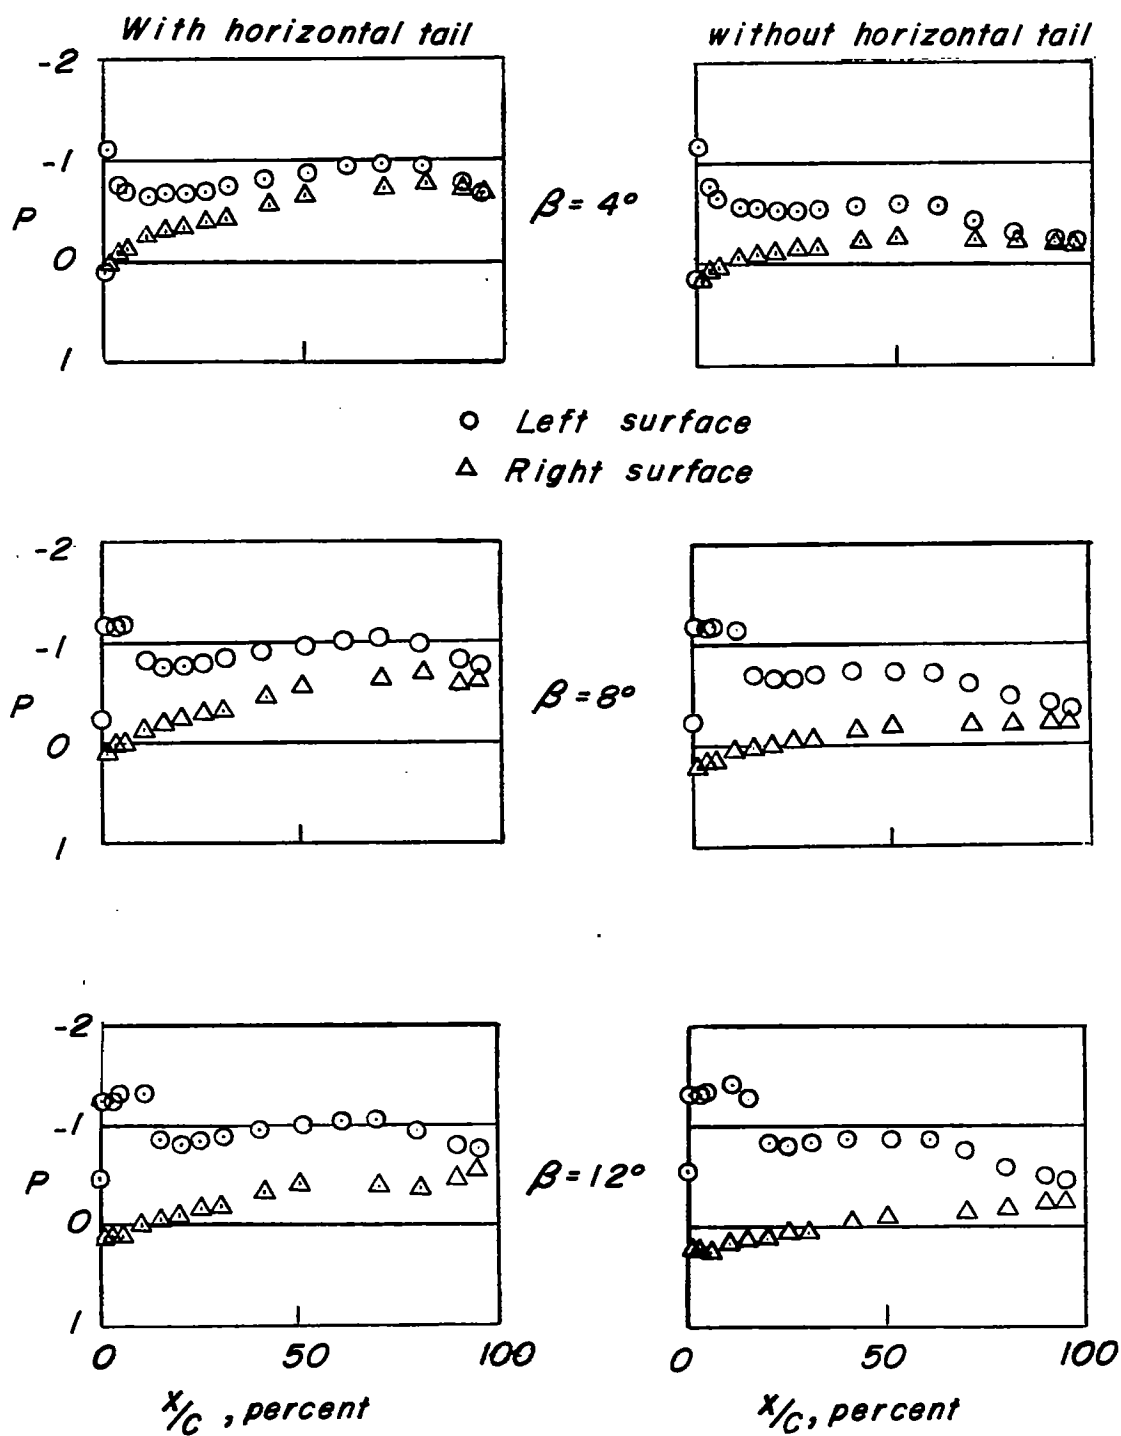 With horizontal tail
without horizontal tail
-2
-1
P
0
1
β = 4°
○ Left surface
△ Right surface
-2
-1
P
0
1
β = 8°
-2
-1
P
0
1
β = 12°
0 50 100
0 50 100
x/c, percent
x/c, percent